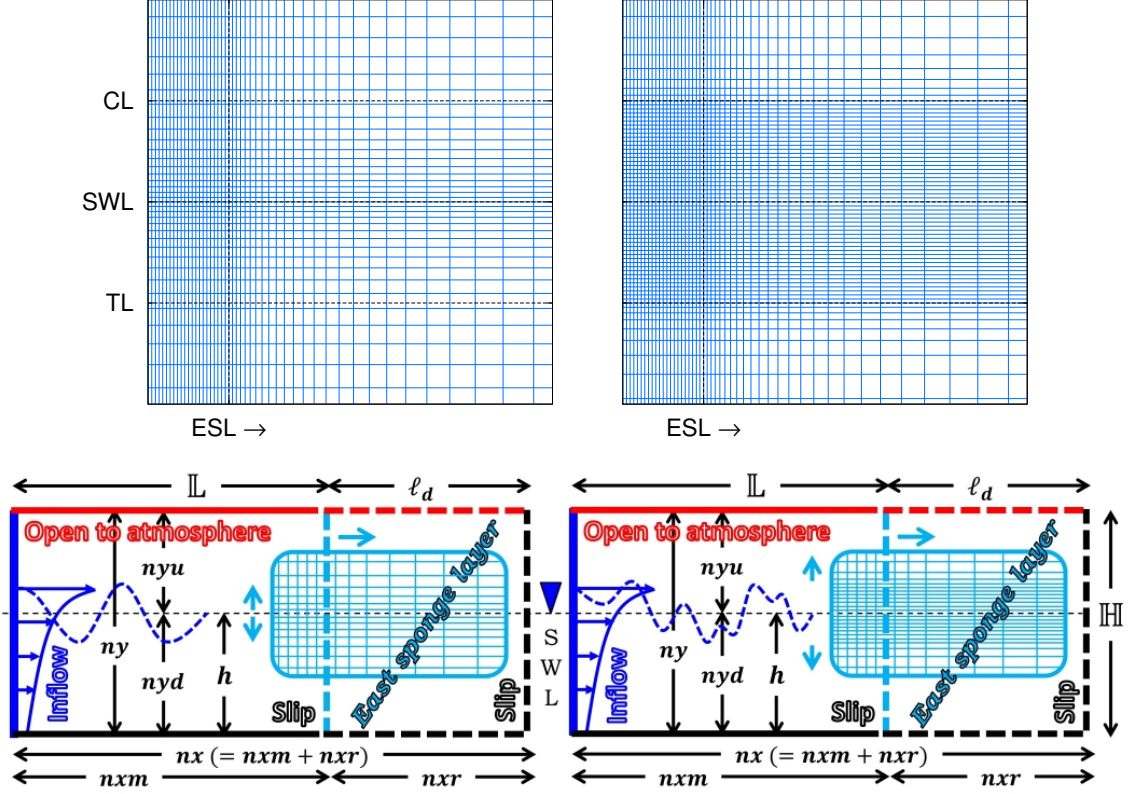 CL
SWL
TL
ESL →
ESL →
𝕃
ℓd
𝕃
ℓd
Open to atmosphere
nyu
ny
nyd
h
Inflow
Slip
East sponge layer
Slip
S
W
L
Open to atmosphere
nyu
ny
nyd
h
Inflow
Slip
East sponge layer
Slip
ℍ
nx (= nxm + nxr)
nxm
nxr
nx (= nxm + nxr)
nxm
nxr